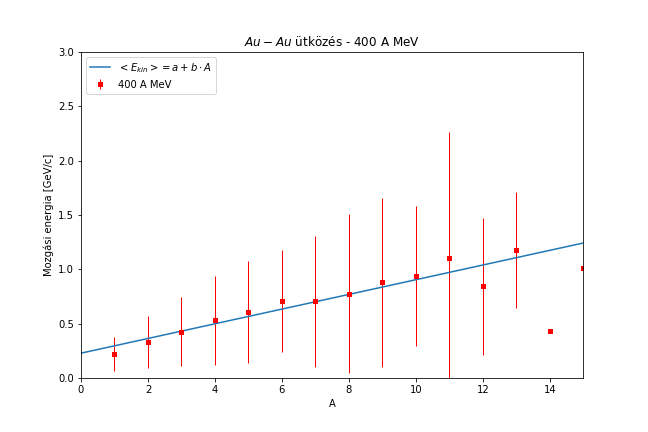 Au − Au ütközés - 400 A MeV
< E_kin > = a + b · A
400 A MeV
Mozgási energia [GeV/c]
3.0
2.5
2.0
1.5
1.0
0.5
0.0
0 2 4 6 8 10 12 14
A